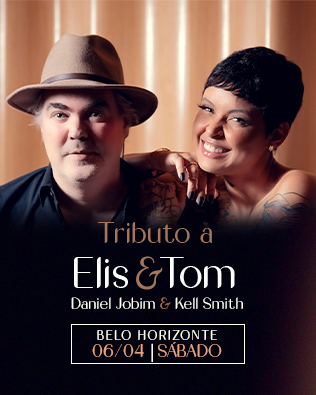 Tributo à
Elis & Tom
Daniel Jobim & Kell Smith
BELO HORIZONTE
06/04 | SÁBADO